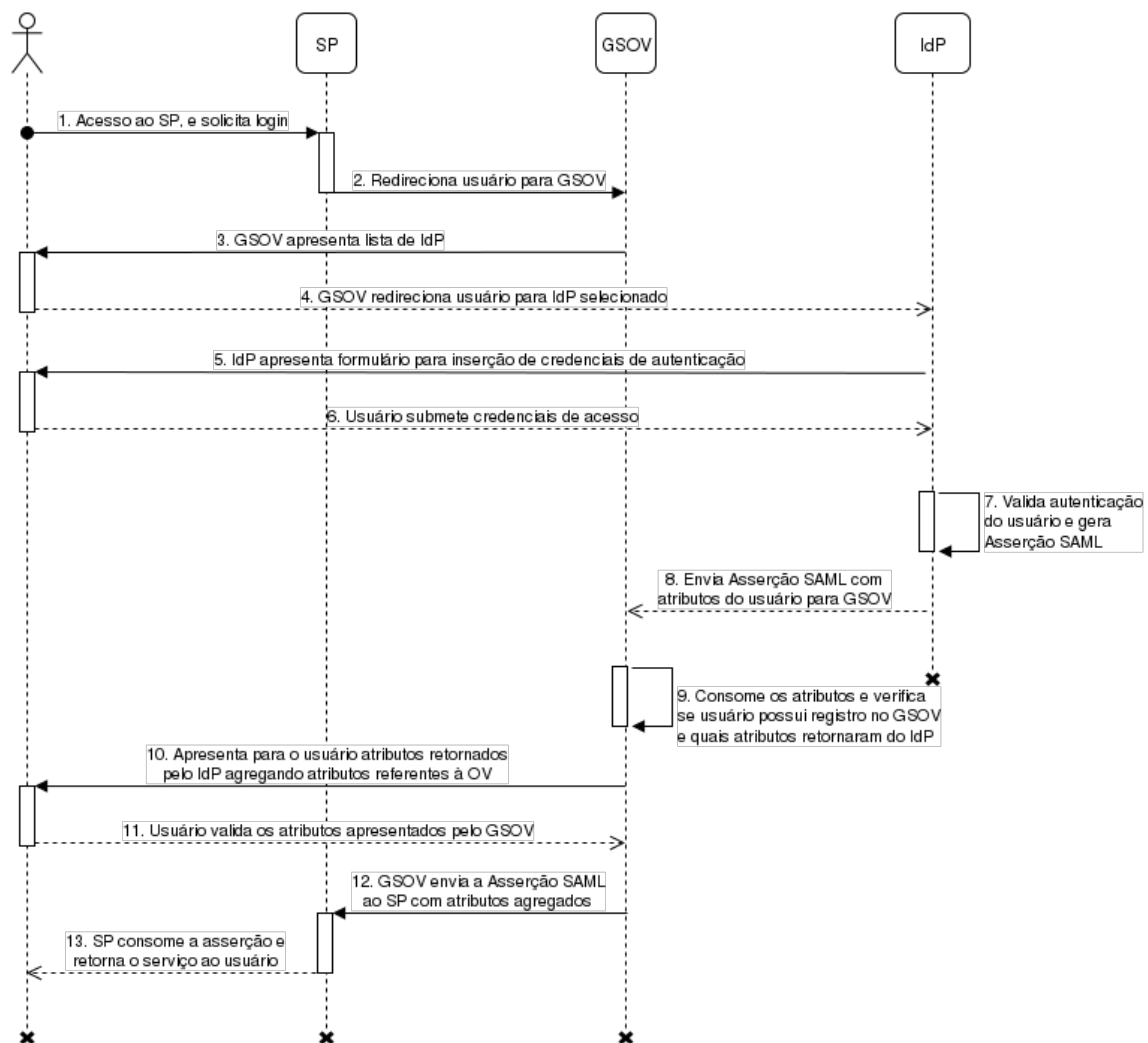 SP
GSOV
IdP
1. Acesso ao SP, e solicita login
2. Redireciona usuário para GSOV
3. GSOV apresenta lista de IdP
4. GSOV redireciona usuário para IdP selecionado
5. IdP apresenta formulário para inserção de credenciais de autenticação
6. Usuário submete credenciais de acesso
7. Valida autenticação
do usuário e gera
Asserção SAML
8. Envia Asserção SAML com
atributos do usuário para GSOV
9. Consome os atributos e verifica
se usuário possui registro no GSOV
e quais atributos retornaram do IdP
10. Apresenta para o usuário atributos retornados
pelo IdP agregando atributos referentes à OV
11. Usuário valida os atributos apresentados pelo GSOV
12. GSOV envia a Asserção SAML
ao SP com atributos agregados
13. SP consome a asserção e
retorna o serviço ao usuário